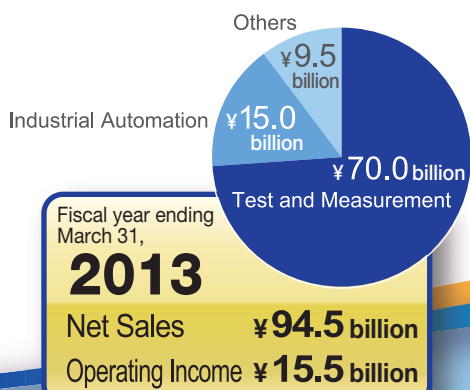 Others
¥9.5
billion
Industrial Automation
¥15.0
billion
¥70.0 billion
Test and Measurement
Fiscal year ending
March 31,
2013
Net Sales ¥94.5 billion
Operating Income ¥15.5 billion